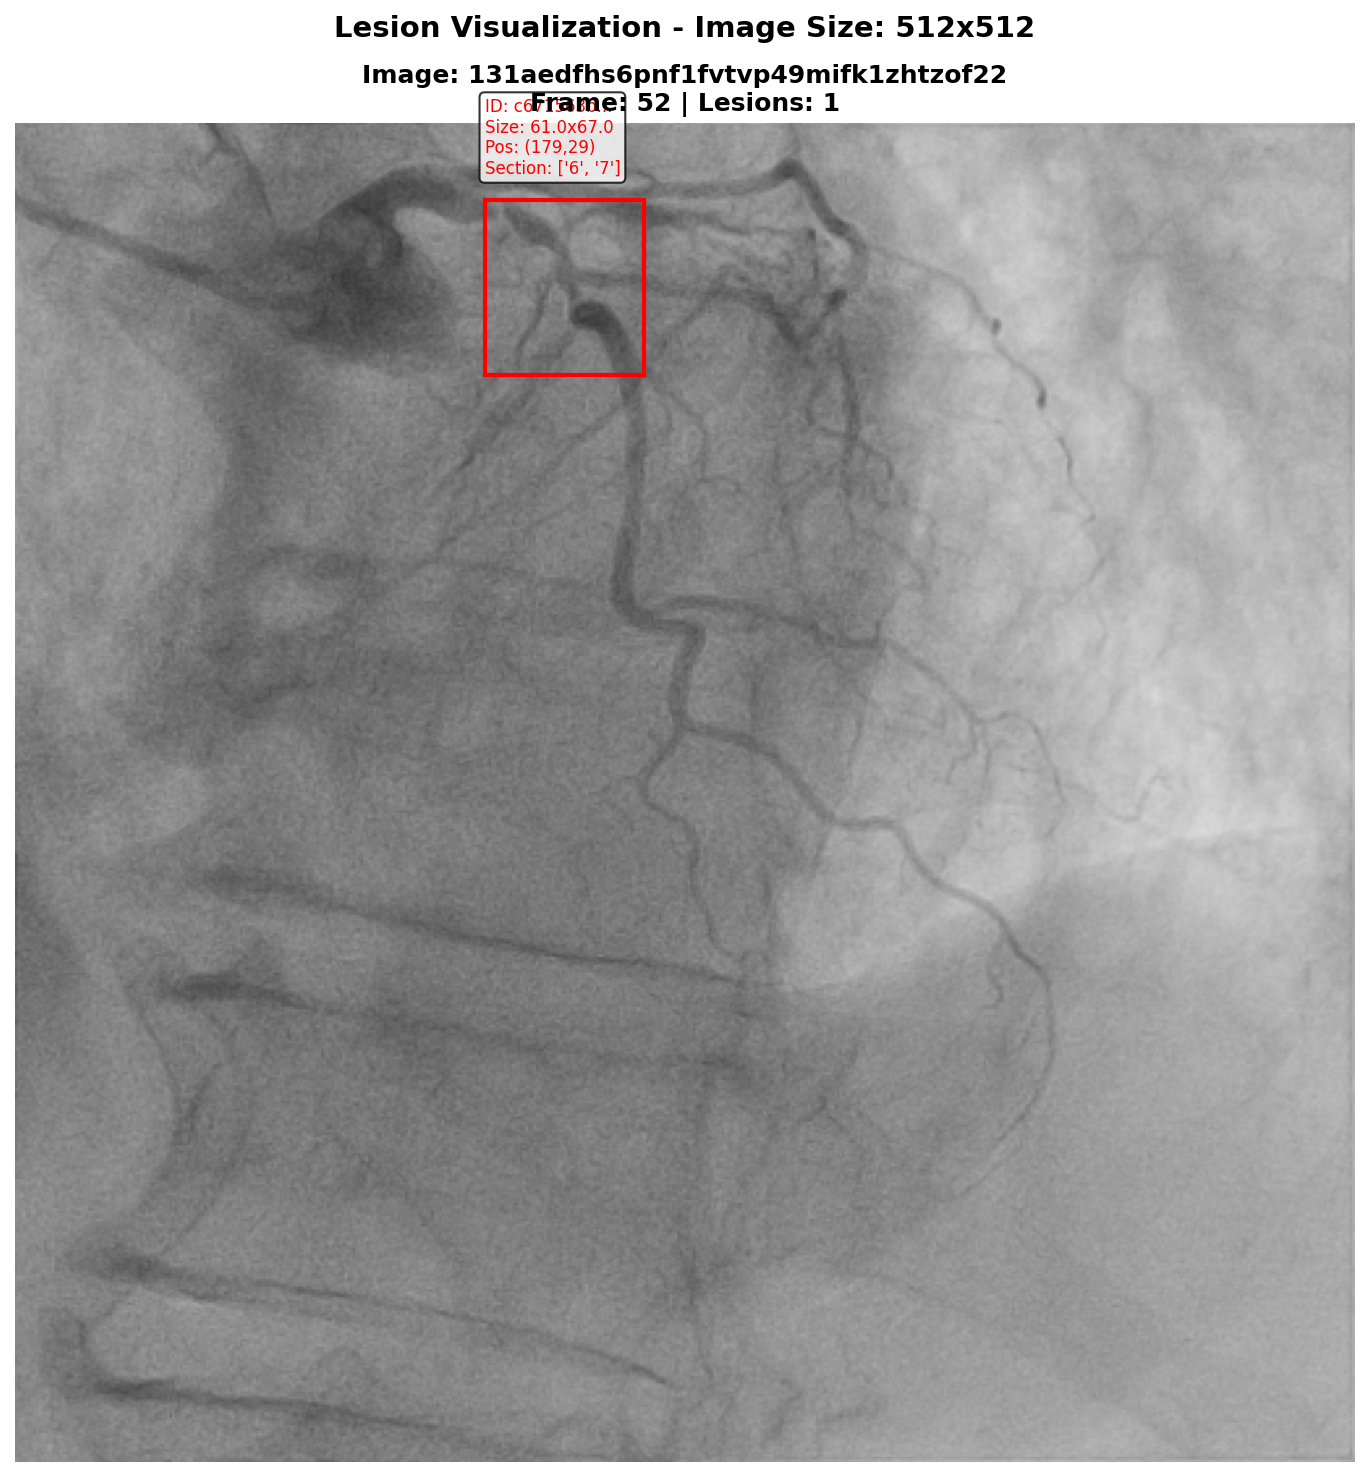 Lesion Visualization - Image Size: 512x512
Image: 131aedfhs6pnf1fvtvp49mifk1zhtzof22
Frame: 52 | Lesions: 1
ID:
Size: 61.0x67.0
Pos: (179,29)
Section: ['6', '7']